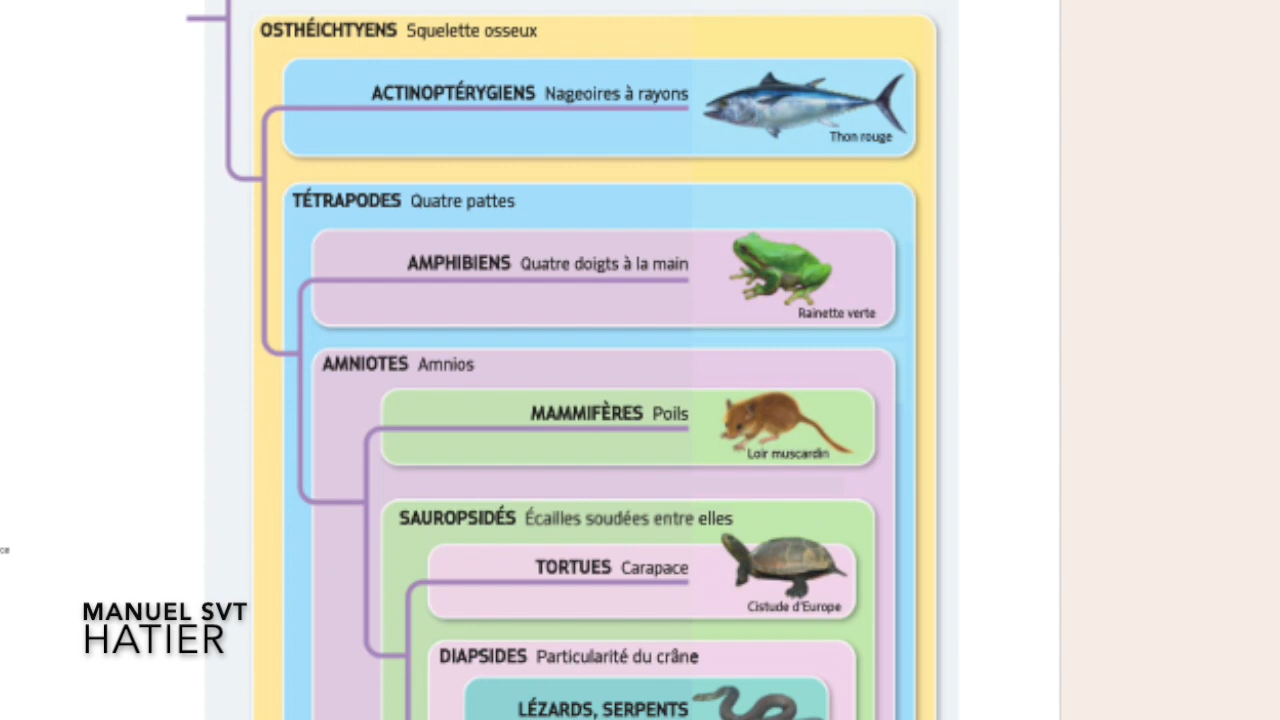 OSTHÉICHTYENS Squelette osseux
ACTINOPTÉRYGIENS Nageoires à rayons
Thon rouge
TÉTRAPODES Quatre pattes
AMPHIBIENS Quatre doigts à la main
Rainette verte
AMNIOTES Amnios
MAMMIFÈRES Poils
Loir muscardin
SAUROPSIDÉS Écailles soudées entre elles
TORTUES Carapace
Cistude d'Europe
DIAPSIDES Particularité du crâne
LÉZARDS, SERPENTS
MANUEL SVT
HATIER